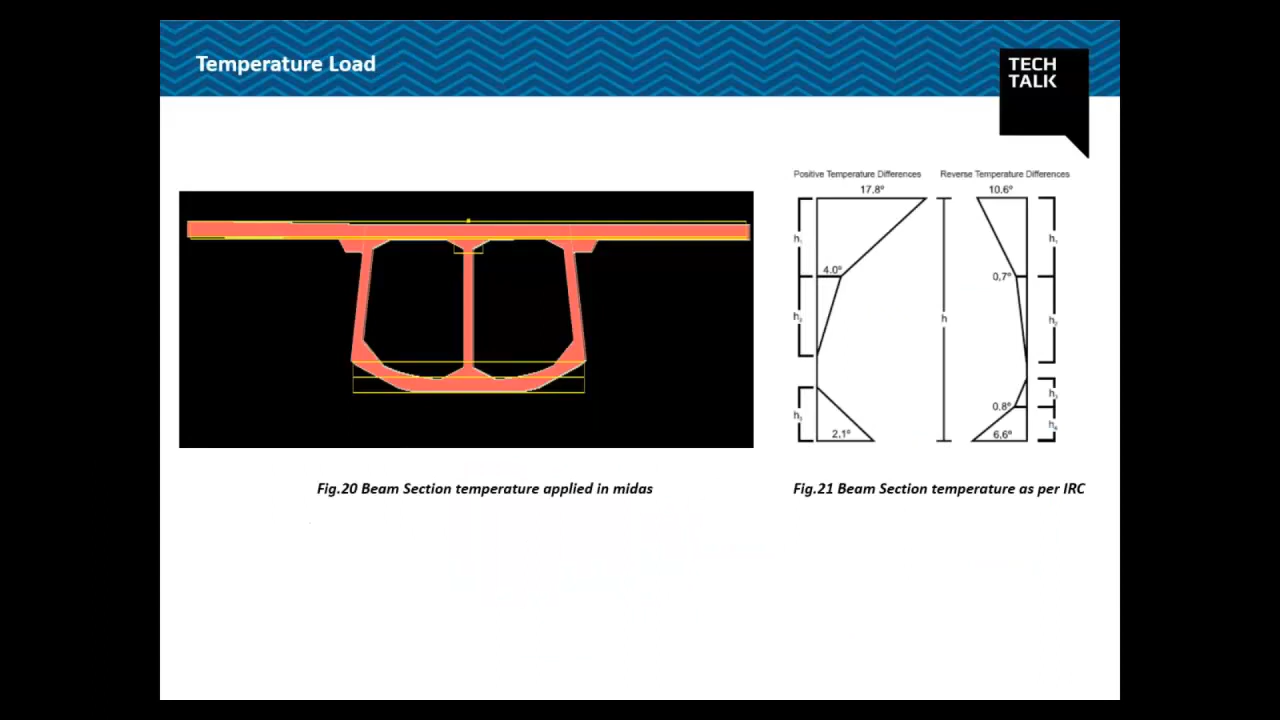 Temperature Load
TECH
TALK
Positive Temperature Differences
Reverse Temperature Differences
17.8°
10.6°
h₁
h₁
4.0°
0,7°
h₂
h
h₂
h₃
h₃
0.8°
h₄
2,1°
6,6°
Fig.20 Beam Section temperature applied in midas
Fig.21 Beam Section temperature as per IRC